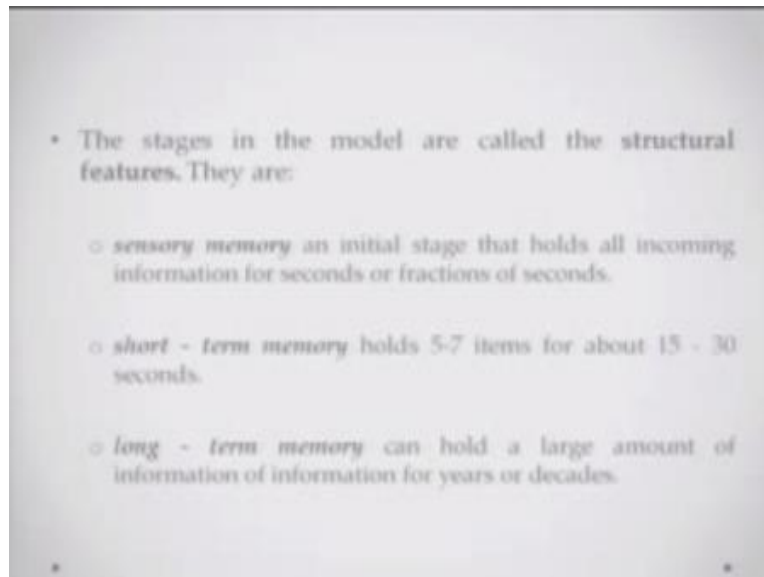 • The stages in the model are called the structural
features. They are:
o sensory memory an initial stage that holds all incoming
information for seconds or fractions of seconds.
o short - term memory holds 5-7 items for about 15 - 30
seconds.
o long - term memory can hold a large amount of
information of information for years or decades.